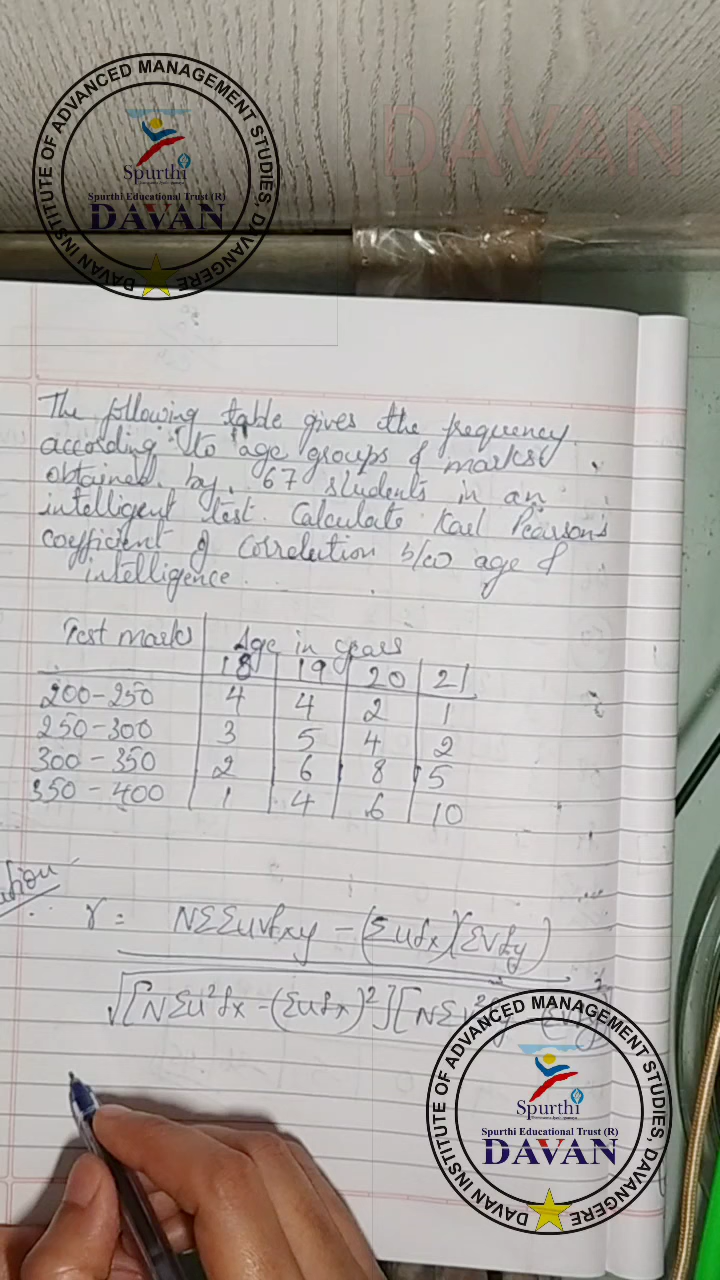 DAVAN INSTITUTE OF ADVANCED MANAGEMENT STUDIES, DAVANGERE
Spurthi
Spurthi Educational Trust (R)
DAVAN
DAVAN
The following table gives the frequency
according to age groups & marks
obtained by 67 students in an
intelligent test. Calculate Karl Pearson's
coefficient of correlation b/w age &
intelligence.
Test marks Age in years
18 19 20 21
200-250 4 4 2 1
250-300 3 5 4 2
300-350 2 6 8 5
350-400 1 4 6 10
r = NΣΣuvfxy - (Σufx)(Σvfy)
√[NΣu²fx-(Σufx)²][NΣv²
DAVAN INSTITUTE OF ADVANCED MANAGEMENT STUDIES, DAVANGERE
Spurthi
Spurthi Educational Trust (R)
DAVAN